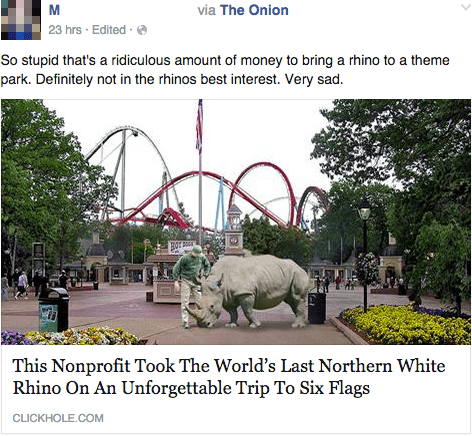 M via The Onion
23 hrs · Edited ·
So stupid that's a ridiculous amount of money to bring a rhino to a theme
park. Definitely not in the rhinos best interest. Very sad.
HOT DOGS
This Nonprofit Took The World's Last Northern White
Rhino On An Unforgettable Trip To Six Flags
CLICKHOLE.COM